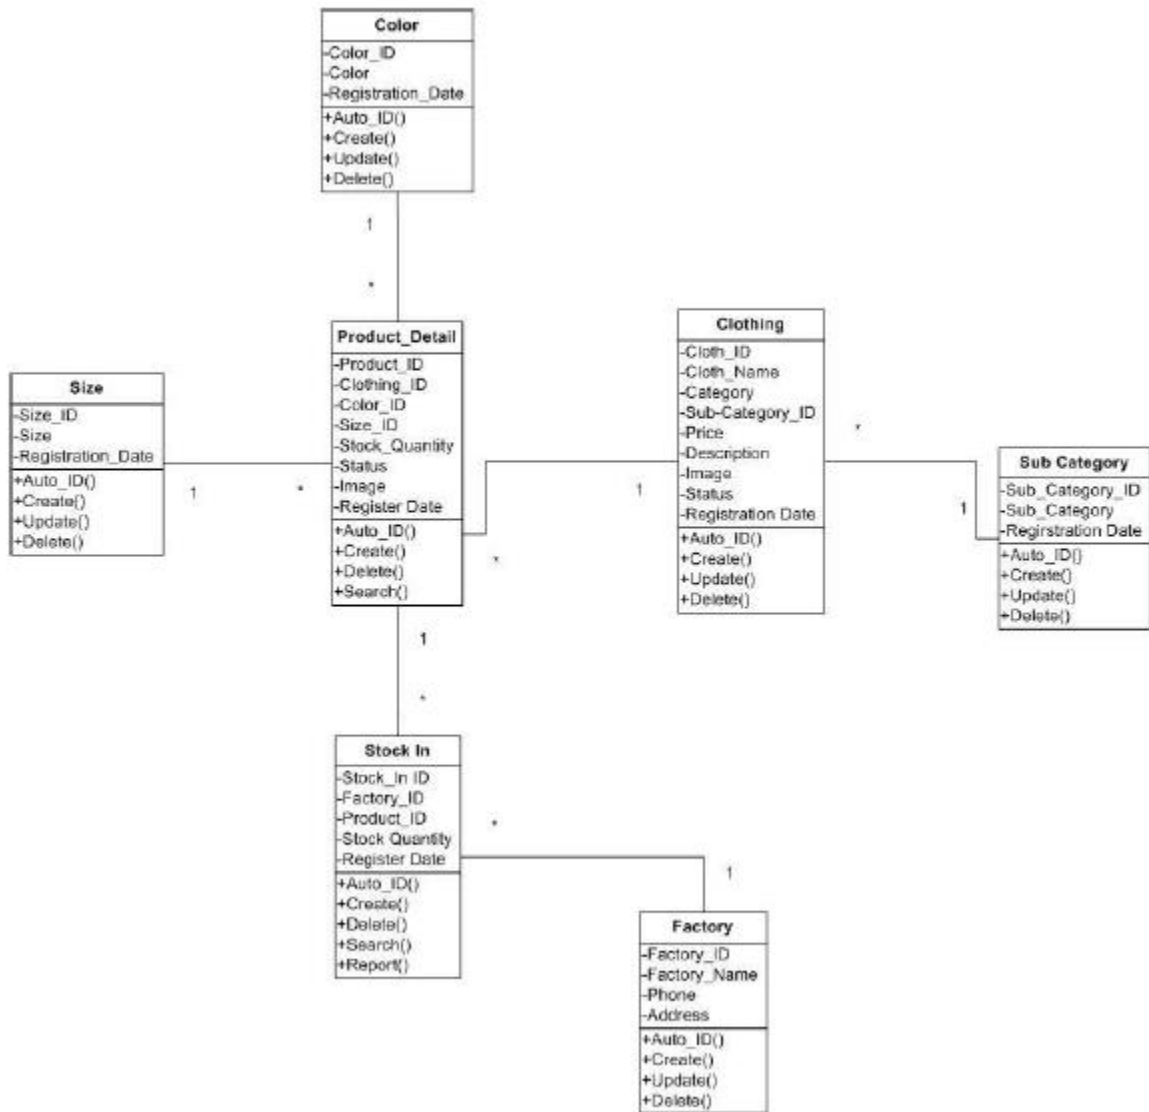 Color
-Color_ID
-Color
-Registration_Date
+Auto_ID()
+Create()
+Update()
+Delete()
1
*
Product_Detail
-Product_ID
-Clothing_ID
-Color_ID
-Size_ID
-Stock_Quantity
-Status
-Image
-Register Date
+Auto_ID()
+Create()
+Delete()
+Search()
Size
-Size_ID
-Size
-Registration_Date
+Auto_ID()
+Create()
+Update()
+Delete()
1
*
Clothing
-Cloth_ID
-Cloth_Name
-Category
-Sub-Category_ID
-Price
-Description
-Image
-Status
-Registration Date
+Auto_ID()
+Create()
+Update()
+Delete()
1
*
*
1
Sub Category
-Sub_Category_ID
-Sub_Category
-Regirstration Date
+Auto_ID()
+Create()
+Update()
+Delete()
1
*
Stock In
-Stock_In ID
-Factory_ID
-Product_ID
-Stock Quantity
-Register Date
+Auto_ID()
+Create()
+Delete()
+Search()
+Report()
*
1
Factory
-Factory_ID
-Factory_Name
-Phone
-Address
+Auto_ID()
+Create()
+Update()
+Delete()